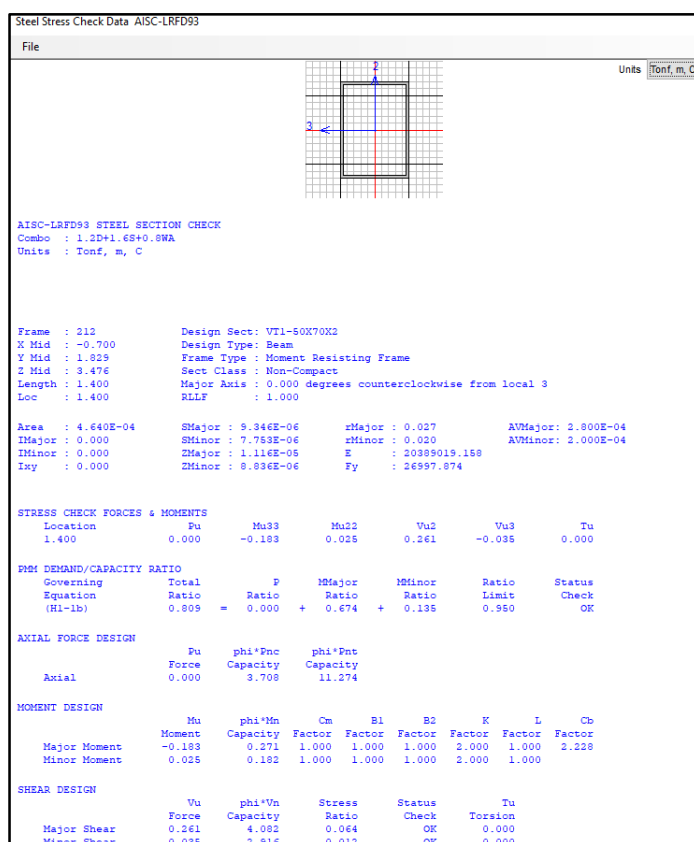 Steel Stress Check Data AISC-LRFD93
File
Units Tonf, m, C
2
3
AISC-LRFD93 STEEL SECTION CHECK
Combo : 1.2D+1.6S+0.8WA
Units : Tonf, m, C
Frame : 212 Design Sect: VT1-50X70X2
X Mid : -0.700 Design Type: Beam
Y Mid : 1.829 Frame Type : Moment Resisting Frame
Z Mid : 3.476 Sect Class : Non-Compact
Length : 1.400 Major Axis : 0.000 degrees counterclockwise from local 3
Loc : 1.400 RLLF : 1.000
Area : 4.640E-04 SMajor : 9.346E-06 rMajor : 0.027 AVMajor: 2.800E-04
IMajor : 0.000 SMinor : 7.753E-06 rMinor : 0.020 AVMinor: 2.000E-04
IMinor : 0.000 ZMajor : 1.116E-05 E : 20389019.158
Ixy : 0.000 ZMinor : 8.836E-06 Fy : 26997.874
STRESS CHECK FORCES & MOMENTS
Location Pu Mu33 Mu22 Vu2 Vu3 Tu
1.400 0.000 -0.183 0.025 0.261 -0.035 0.000
PMM DEMAND/CAPACITY RATIO
Governing Total P MMajor MMinor Ratio Status
Equation Ratio Ratio Ratio Ratio Limit Check
(H1-1b) 0.809 = 0.000 + 0.674 + 0.135 0.950 OK
AXIAL FORCE DESIGN
Pu phi*Pnc phi*Pnt
Force Capacity Capacity
Axial 0.000 3.708 11.274
MOMENT DESIGN
Mu phi*Mn Cm B1 B2 K L Cb
Moment Capacity Factor Factor Factor Factor Factor Factor
Major Moment -0.183 0.271 1.000 1.000 1.000 2.000 1.000 2.228
Minor Moment 0.025 0.182 1.000 1.000 1.000 2.000 1.000
SHEAR DESIGN
Vu phi*Vn Stress Status Tu
Force Capacity Ratio Check Torsion
Major Shear 0.261 4.082 0.064 OK 0.000
Minor Shear 0.035 2.916 0.012 OK 0.000